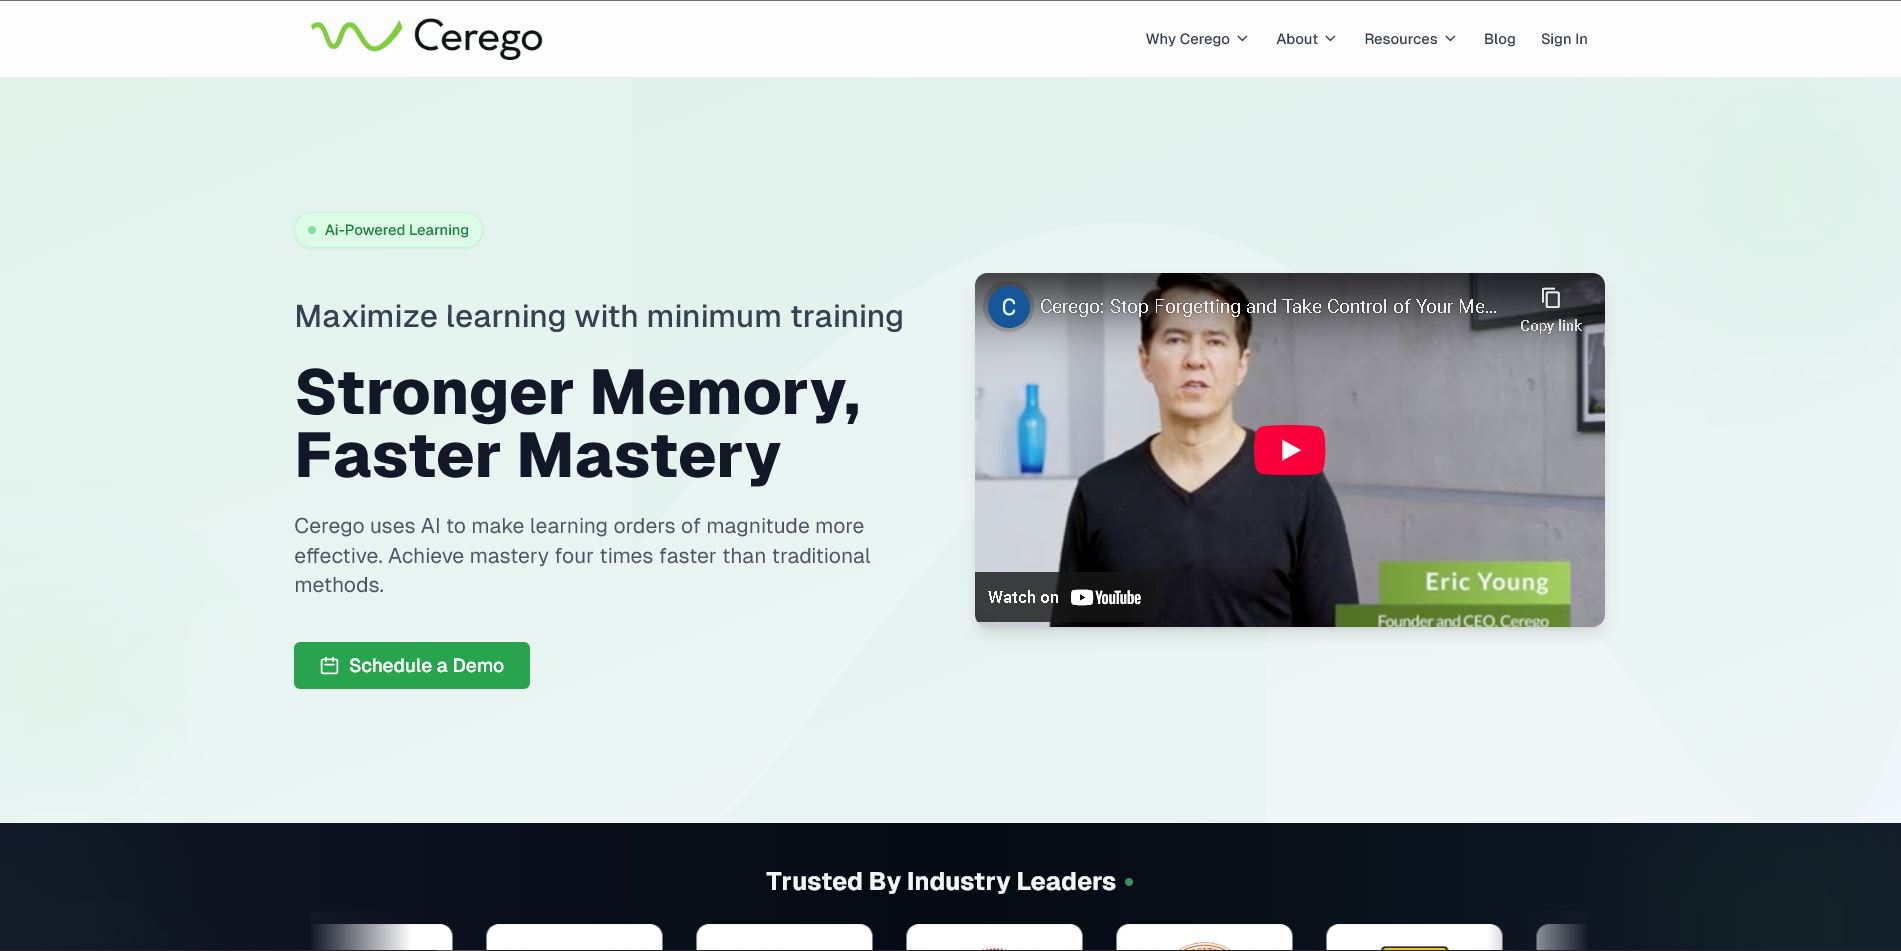 Cerego
Why Cerego
About
Resources
Blog
Sign In
Ai-Powered Learning
Maximize learning with minimum training
Stronger Memory,
Faster Mastery
Cerego uses AI to make learning orders of magnitude more
effective. Achieve mastery four times faster than traditional
methods.
Schedule a Demo
C
Cerego: Stop Forgetting and Take Control of Your Me...
Copy link
Eric Young
Founder and CEO, Cerego
Watch on YouTube
Trusted By Industry Leaders